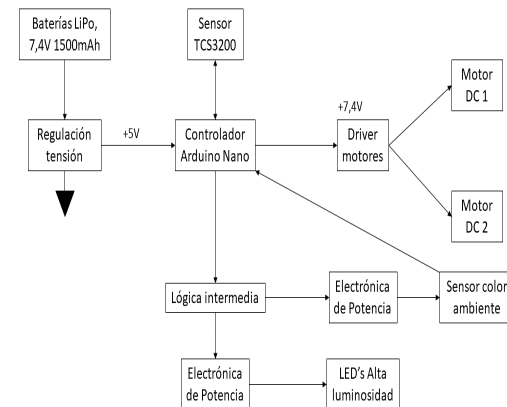 Baterías LiPo,
7,4V 1500mAh
Sensor
TCS3200
Motor
DC 1
+7,4V
Regulación
tensión
+5V
Controlador
Arduino Nano
Driver
motores
Motor
DC 2
Lógica intermedia
Electrónica
de Potencia
Sensor color
ambiente
Electrónica
de Potencia
LED's Alta
luminosidad